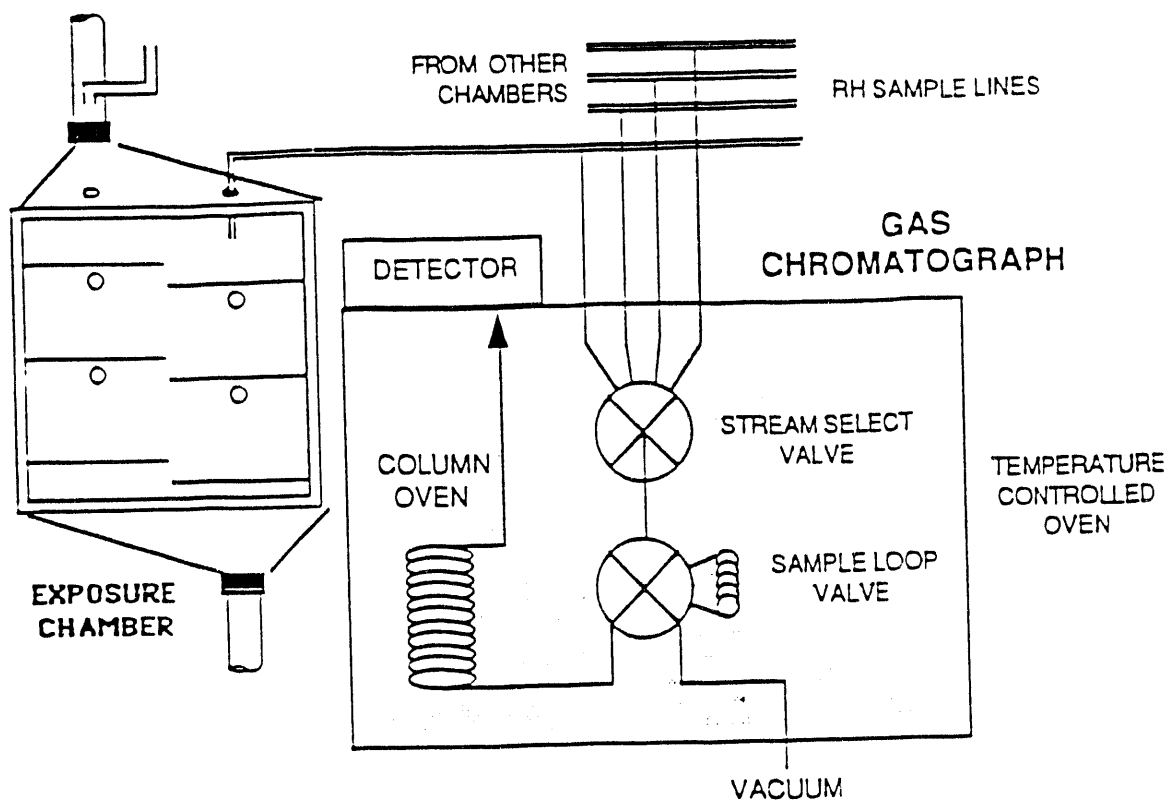 FROM OTHER
CHAMBERS
RH SAMPLE LINES
GAS
CHROMATOGRAPH
DETECTOR
STREAM SELECT
VALVE
COLUMN
OVEN
TEMPERATURE
CONTROLLED
OVEN
SAMPLE LOOP
VALVE
EXPOSURE
CHAMBER
VACUUM